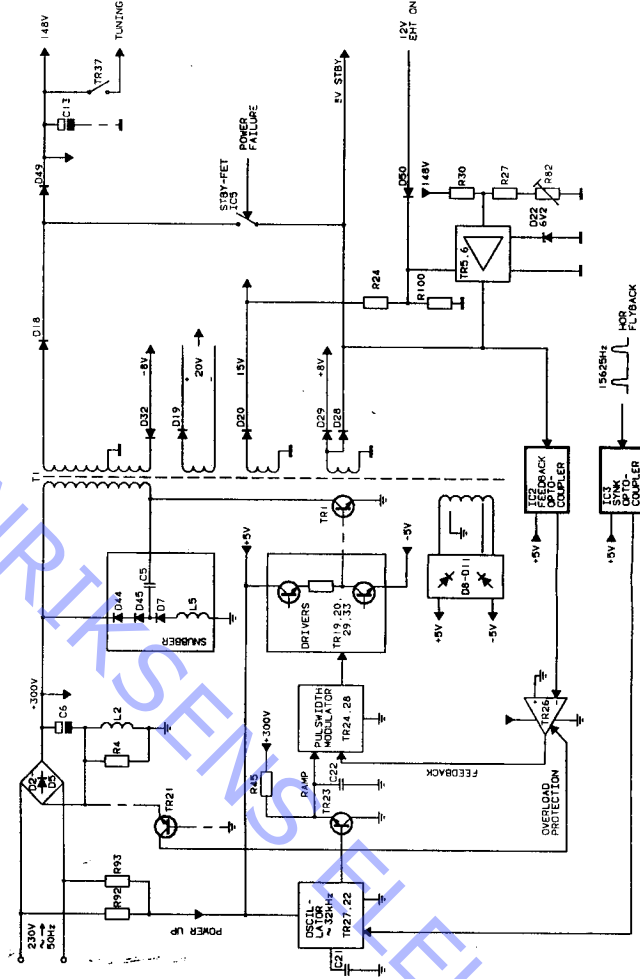 230V
~
50Hz
R92
R93
D2-
D5
+300V
C6
R4
L2
TR21
POWER UP
D44
D45
D7
C5
L5
SNUBBER
T1
D18
D49
148V
C13
TR37
TUNING
D32
-8V
D19
+
20V
-
D20
15V
D29
+8V
D28
STBY-FET
IC5
POWER
FAILURE
5V STBY
12V
EHT ON
D50
148V
R24
R100
R30
R27
R82
D22
6V2
TR5.6
+5V
TR1
DRIVERS
TR19.20.
29.33
-5V
R45
+300V
RAMP
TR23
C22
PULSWIDTH
MODULATOR
TR24.28
FEEDBACK
D8-D11
+5V
-5V
OSCIL-
LATOR
~32kHz
TR27.22
C21
OVERLOAD
PROTECTION
TR26
+
-
+5V
IC2
FEEDBACK
OPTO-
COUPLER
+5V
IC3
SYNK
OPTO-
COUPLER
15625Hz
HOR
FLYBACK
HENRIKSENS ELE